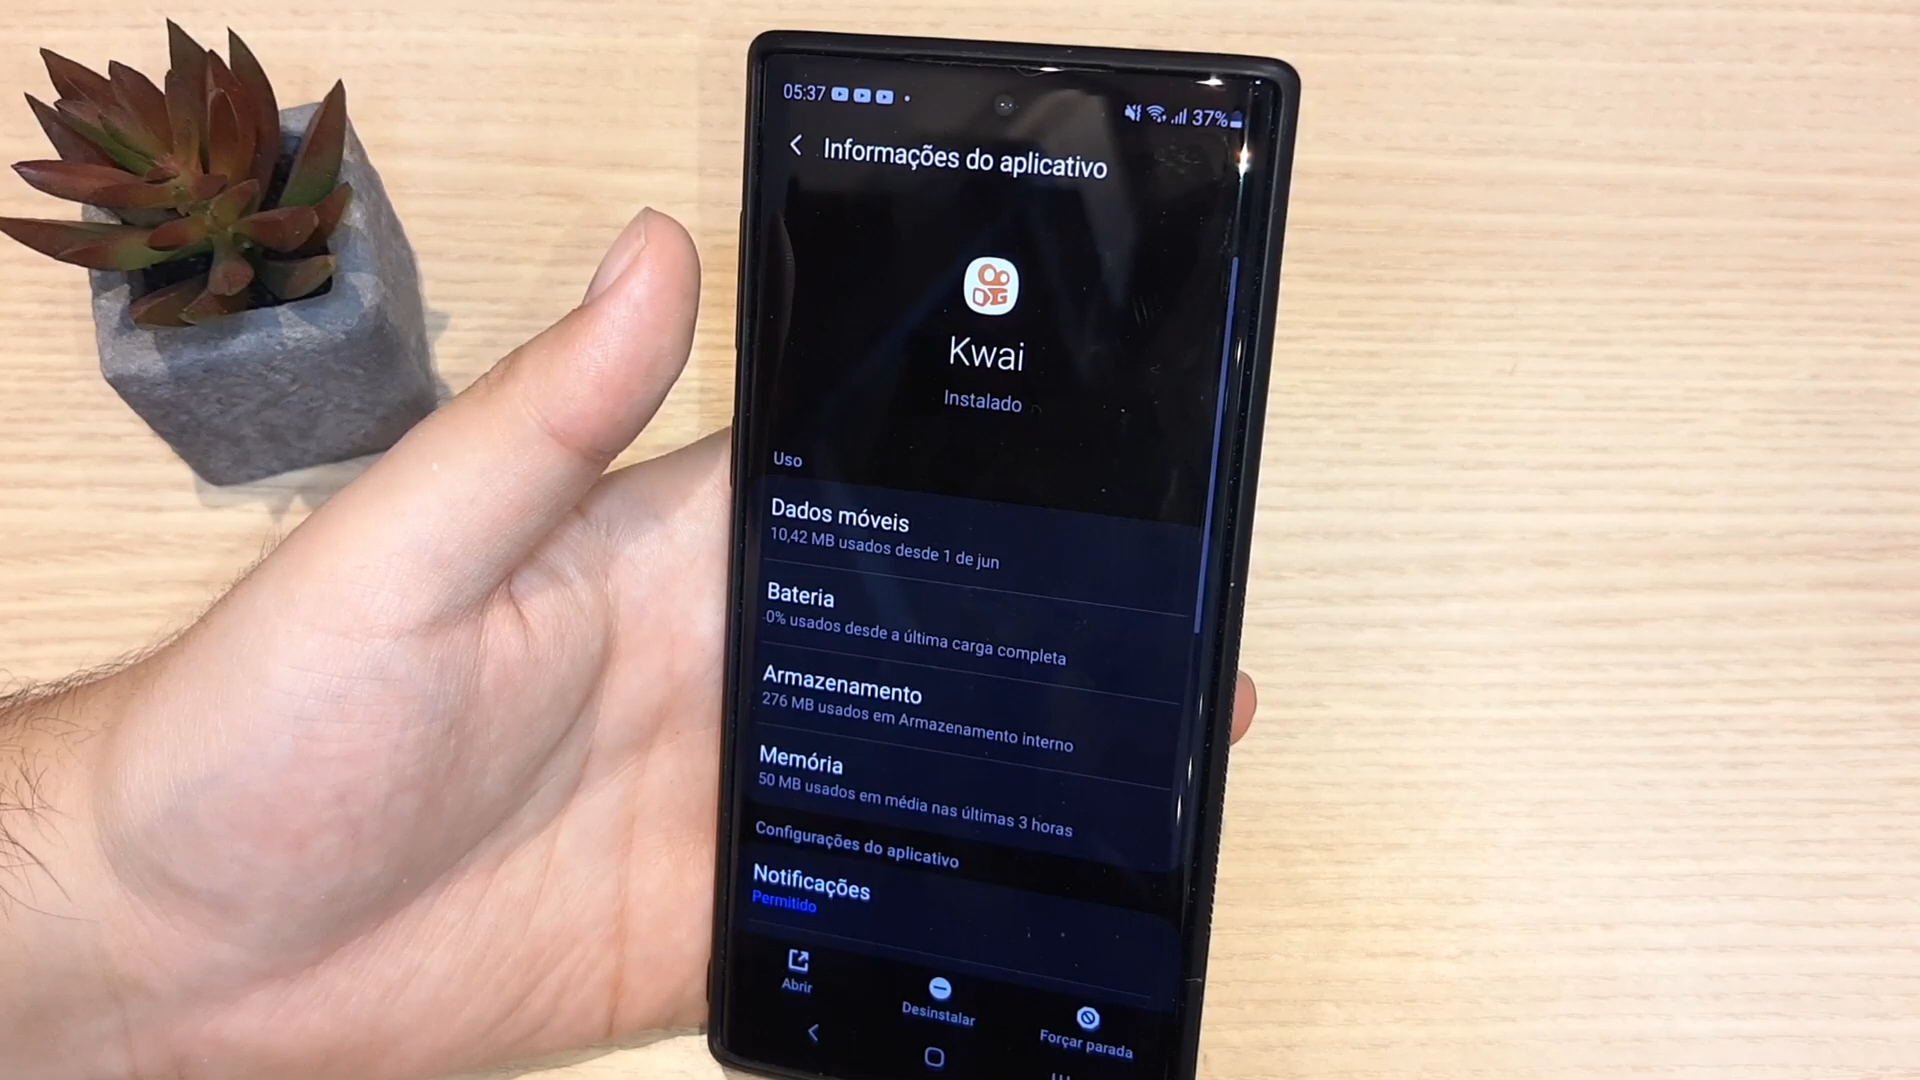 05:37
37%
Informações do aplicativo
Kwai
Instalado
Uso
Dados móveis
10,42 MB usados desde 1 de jun
Bateria
0% usados desde a última carga completa
Armazenamento
276 MB usados em Armazenamento interno
Memória
50 MB usados em média nas últimas 3 horas
Configurações do aplicativo
Notificações
Permitido
Abrir
Desinstalar
Forçar parada